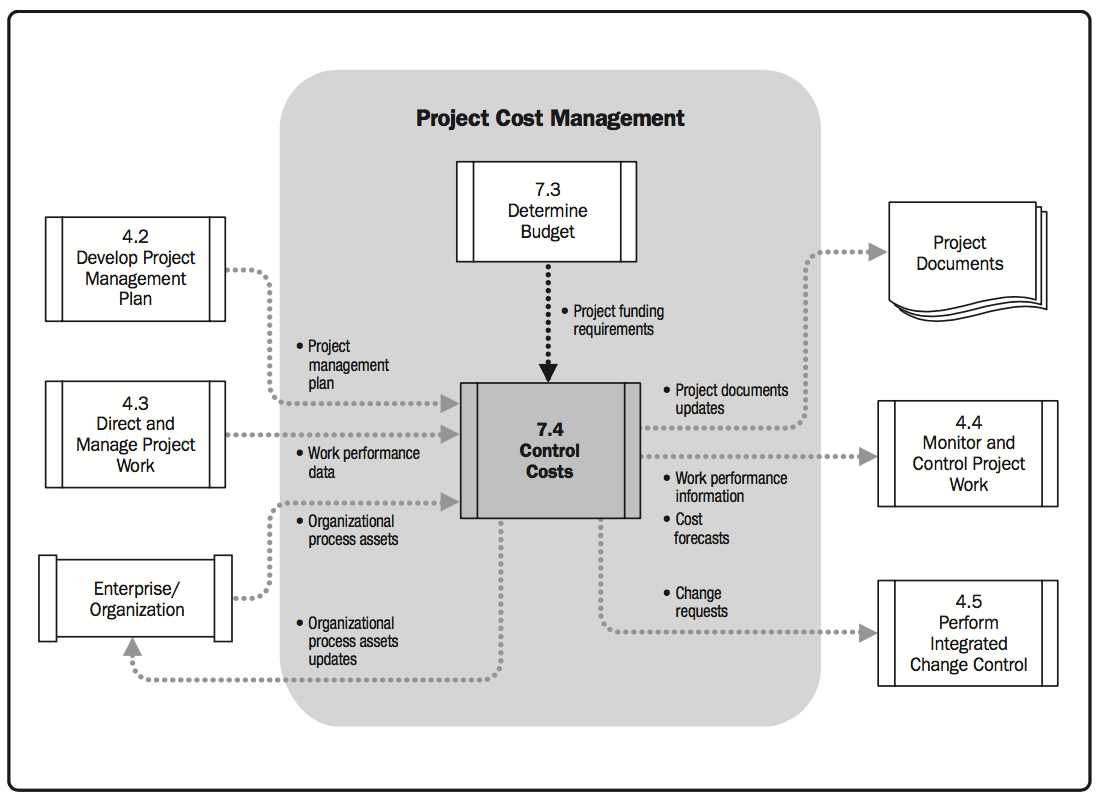 Project Cost Management
7.3
Determine
Budget
4.2
Develop Project
Management
Plan
Project
Documents
• Project funding
requirements
• Project
management
plan
4.3
Direct and
Manage Project
Work
• Project documents
updates
7.4
Control
Costs
4.4
Monitor and
Control Project
Work
• Work performance
data
• Work performance
information
• Cost
forecasts
• Organizational
process assets
Enterprise/
Organization
• Change
requests
4.5
Perform
Integrated
Change Control
• Organizational
process assets
updates